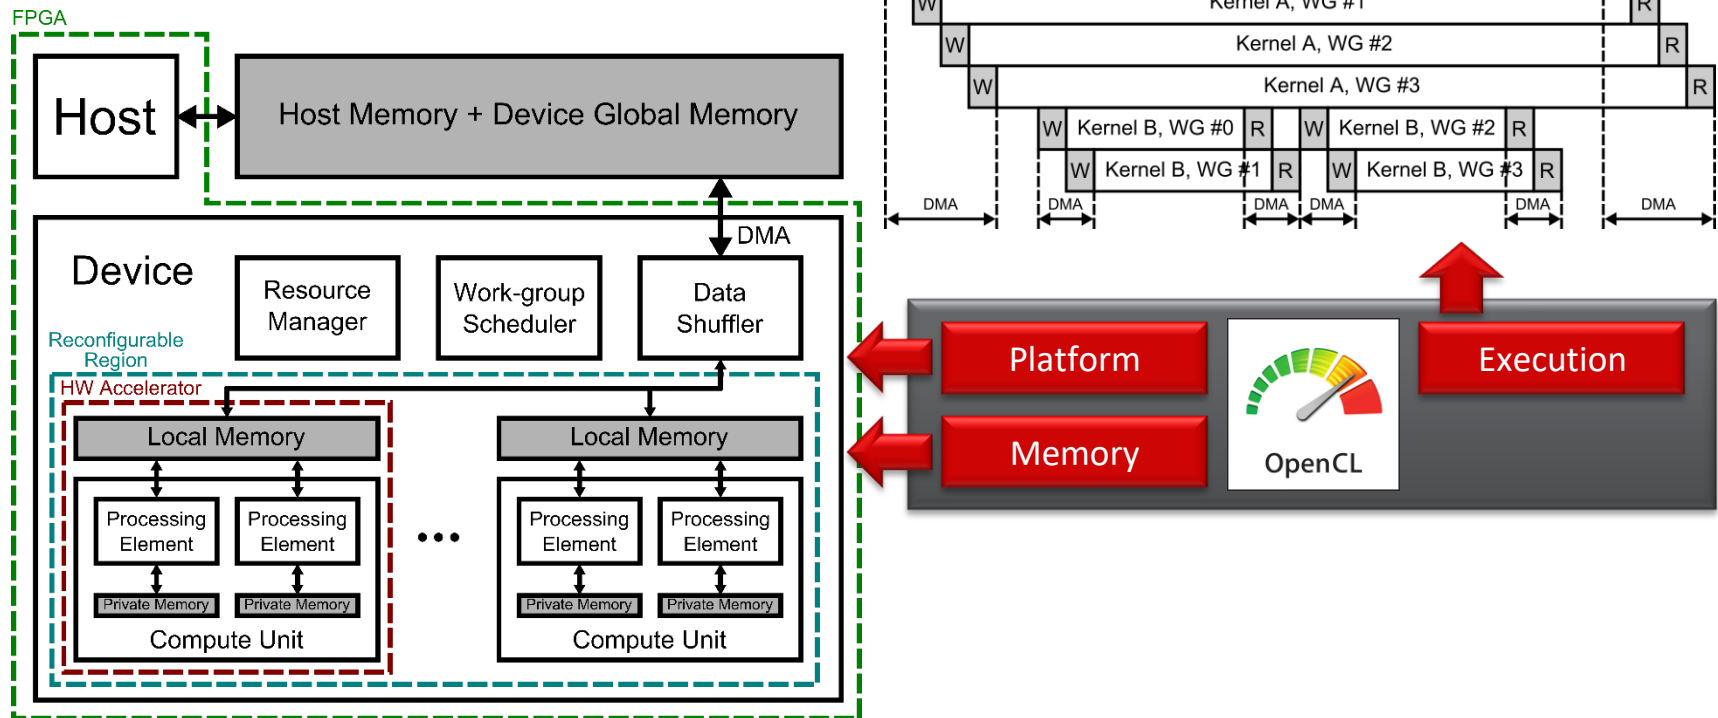 FPGA
Host
Host Memory + Device Global Memory
DMA
Device
Resource
Manager
Work-group
Scheduler
Data
Shuffler
Reconfigurable
Region
HW Accelerator
Local Memory
Local Memory
Processing
Element
Processing
Element
Processing
Element
Processing
Element
Private Memory
Private Memory
Private Memory
Private Memory
Compute Unit
Compute Unit
W Kernel A, WG #1 R
W Kernel A, WG #2 R
W Kernel A, WG #3 R
W Kernel B, WG #0 R W Kernel B, WG #2 R
W Kernel B, WG #1 R W Kernel B, WG #3 R
DMA DMA DMA DMA DMA DMA
Platform
Memory
OpenCL
Execution